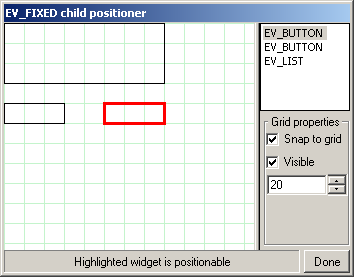 EV_FIXED child positioner
EV_BUTTON
EV_BUTTON
EV_LIST
Grid properties
Snap to grid
Visible
20
Highlighted widget is positionable
Done